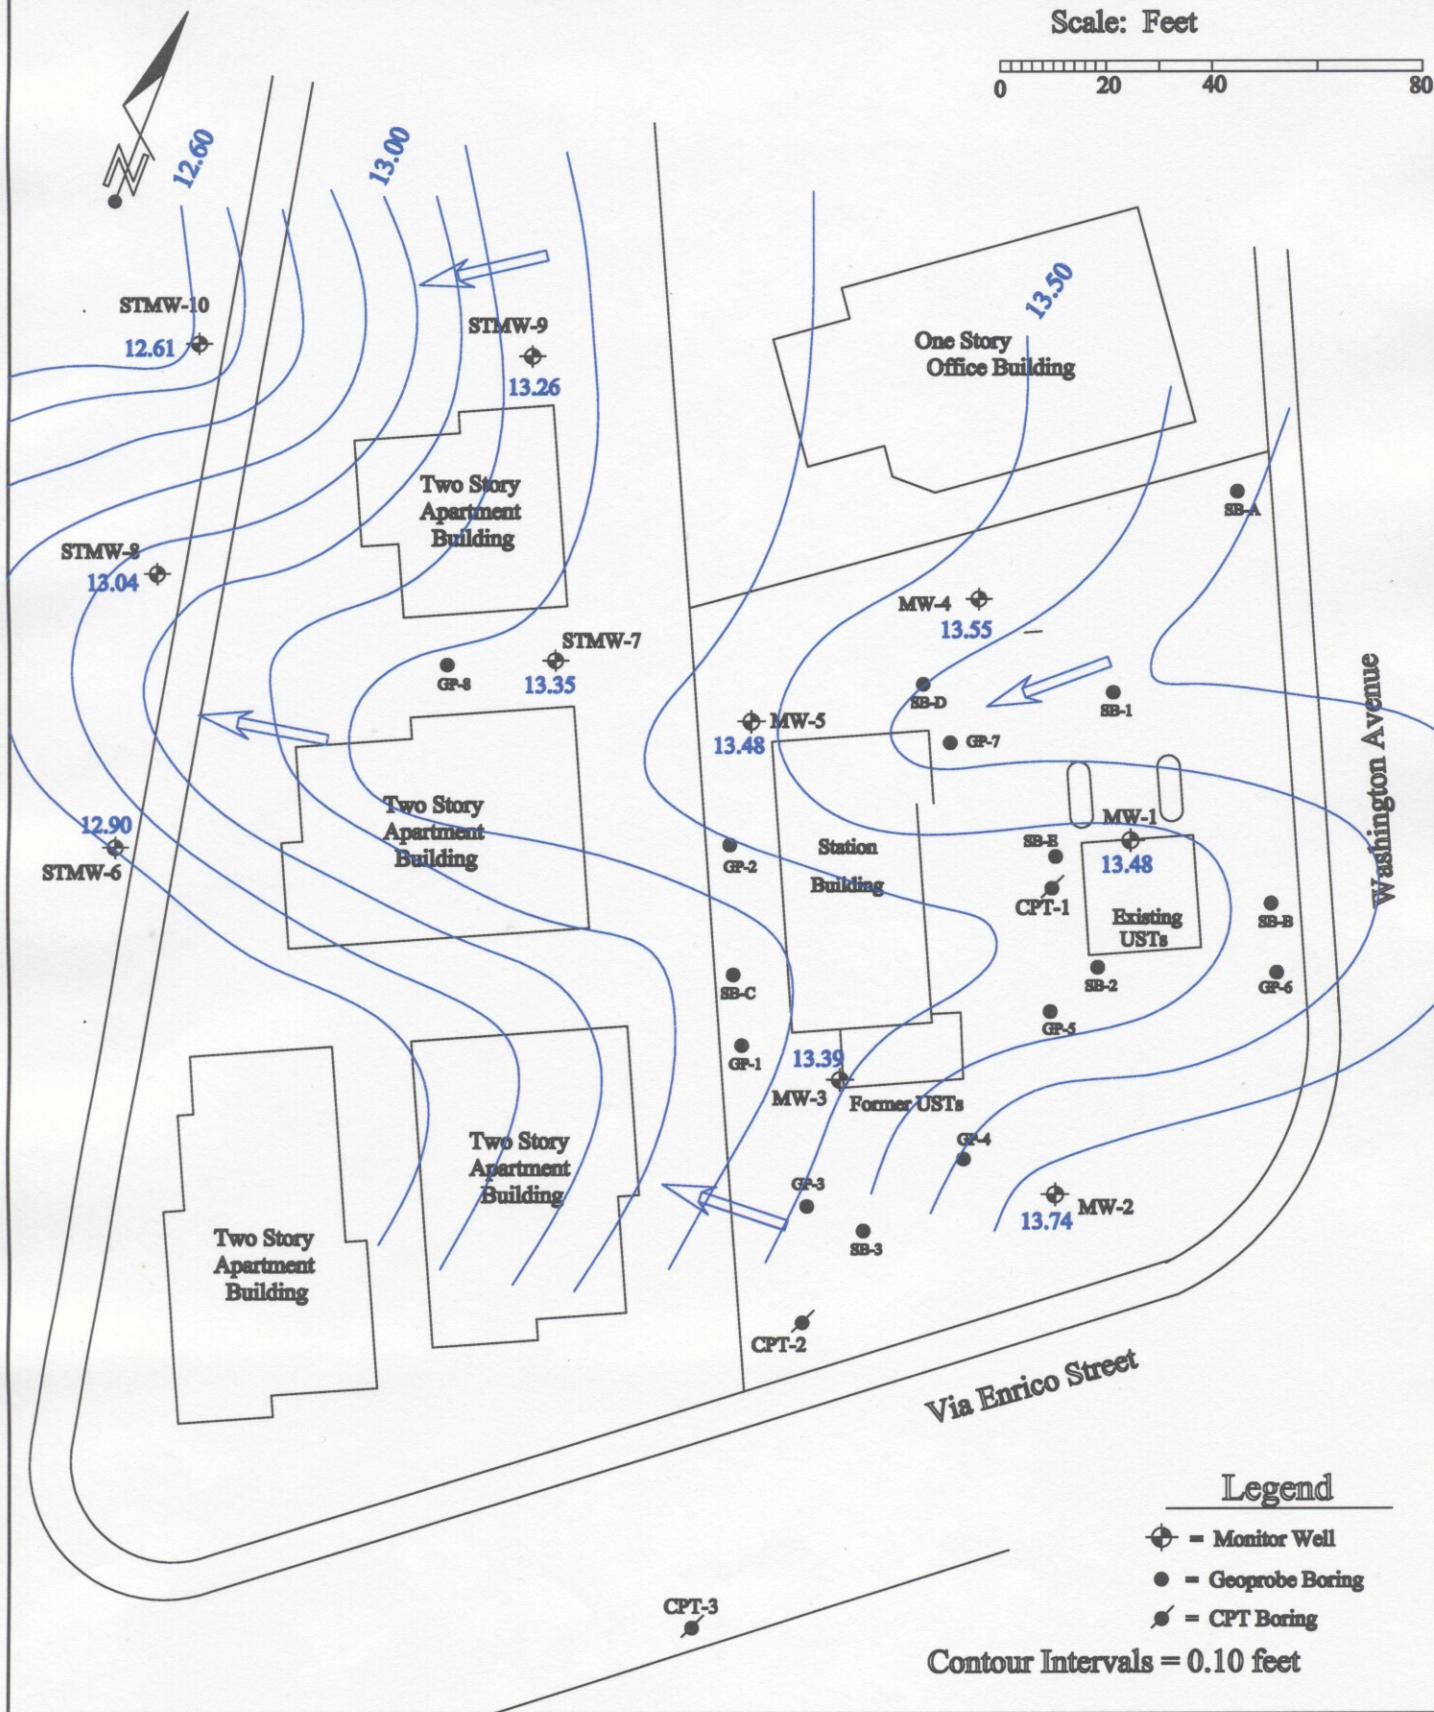 Scale: Feet
0 20 40 80
N
12.60
13.00
STMW-10
12.61
STMW-9
13.26
13.50
One Story
Office Building
Two Story
Apartment
Building
SB-A
STMW-8
13.04
MW-4
13.55
STMW-7
13.35
GP-8
SB-D
SB-1
MW-5
13.48
GP-7
Washington Avenue
Two Story
Apartment
Building
12.90
STMW-6
GP-2
Station
Building
MW-1
13.48
SB-E
CPT-1
Existing
USTs
SB-B
SB-2
GP-6
SB-C
GP-5
GP-1
13.39
MW-3
Former USTs
Two Story
Apartment
Building
GP-4
GP-3
MW-2
13.74
SB-3
Two Story
Apartment
Building
CPT-2
Via Enrico Street
Legend
= Monitor Well
= Geoprobe Boring
= CPT Boring
CPT-3
Contour Intervals = 0.10 feet